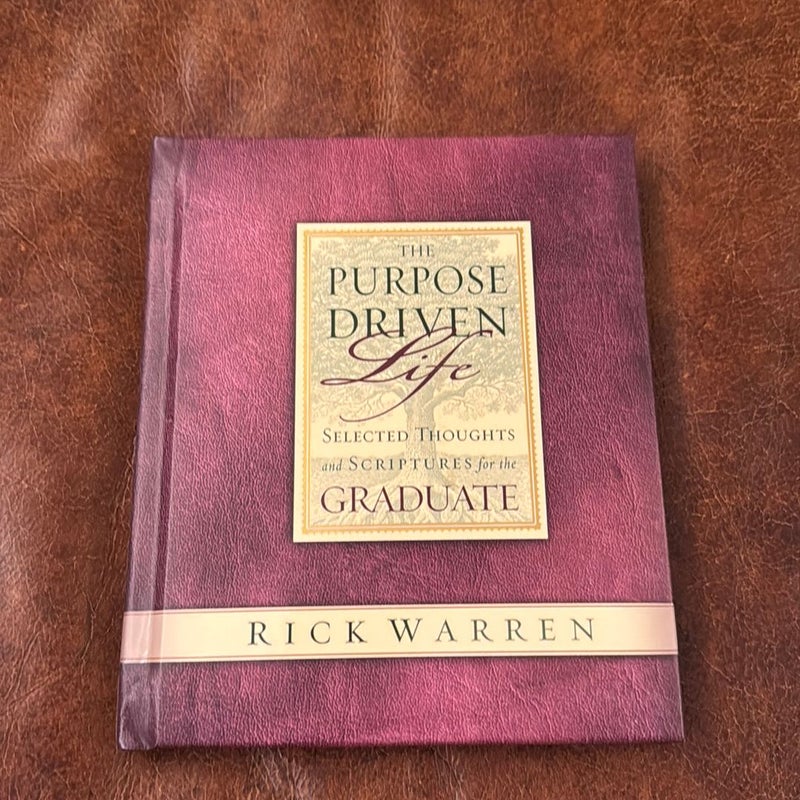 THE
PURPOSE
DRIVEN
Life
SELECTED THOUGHTS
and SCRIPTURES for the
GRADUATE
RICK WARREN